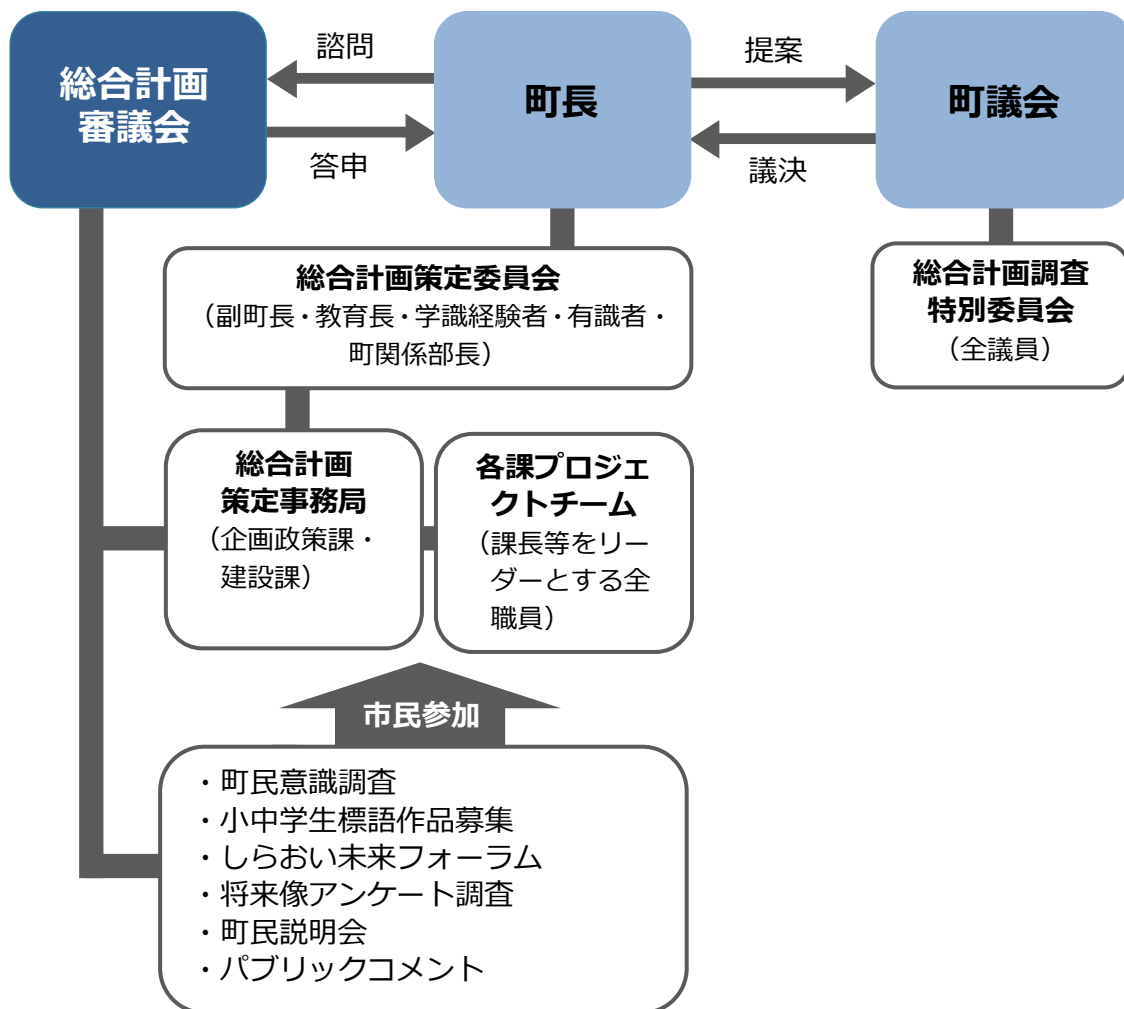 総合計画
審議会
諮問
答申
町長
提案
議決
町議会
総合計画策定委員会
（副町長・教育長・学識経験者・有識者・
町関係部長）
総合計画調査
特別委員会
（全議員）
総合計画
策定事務局
（企画政策課・
建設課）
各課プロジェ
クトチーム
（課長等をリー
ダーとする全
職員）
市民参加
・町民意識調査
・小中学生標語作品募集
・しらおい未来フォーラム
・将来像アンケート調査
・町民説明会
・パブリックコメント